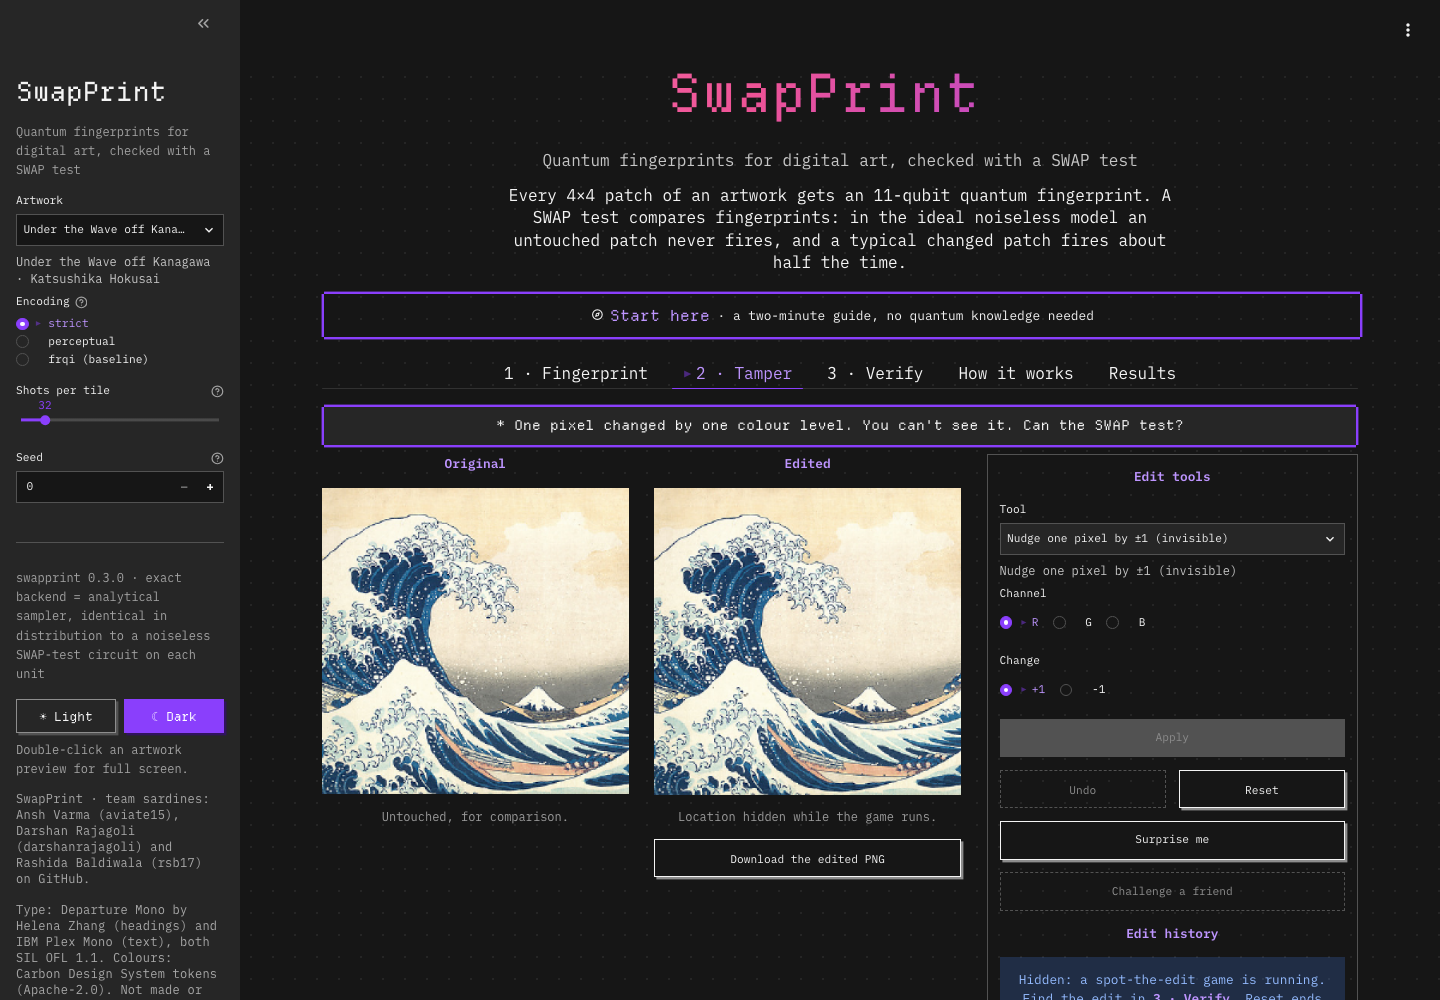 SwapPrint
Quantum fingerprints for
digital art, checked with a
SWAP test
Artwork
Under the Wave off Kana…
Under the Wave off Kanagawa
· Katsushika Hokusai
Encoding
strict
perceptual
frqi (baseline)
Shots per tile
32
Seed
0
swapprint 0.3.0 · exact
backend = analytical
sampler, identical in
distribution to a noiseless
SWAP-test circuit on each
unit
☀ Light
☾ Dark
Double-click an artwork
preview for full screen.
SwapPrint · team sardines:
Ansh Varma (aviate15),
Darshan Rajagoli
(darshanrajagoli) and
Rashida Baldiwala (rsb17)
on GitHub.
Type: Departure Mono by
Helena Zhang (headings) and
IBM Plex Mono (text), both
SIL OFL 1.1. Colours:
Carbon Design System tokens
(Apache-2.0). Not made or
SwapPrint
Quantum fingerprints for digital art, checked with a SWAP test
Every 4×4 patch of an artwork gets an 11-qubit quantum fingerprint. A
SWAP test compares fingerprints: in the ideal noiseless model an
untouched patch never fires, and a typical changed patch fires about
half the time.
Start here · a two-minute guide, no quantum knowledge needed
1 · Fingerprint
2 · Tamper
3 · Verify
How it works
Results
* One pixel changed by one colour level. You can't see it. Can the SWAP test?
Original
Untouched, for comparison.
Edited
Location hidden while the game runs.
Download the edited PNG
Edit tools
Tool
Nudge one pixel by ±1 (invisible)
Nudge one pixel by ±1 (invisible)
Channel
R G B
Change
+1 -1
Apply
Undo
Reset
Surprise me
Challenge a friend
Edit history
Hidden: a spot-the-edit game is running.
Find the edit in 3 · Verify. Reset ends